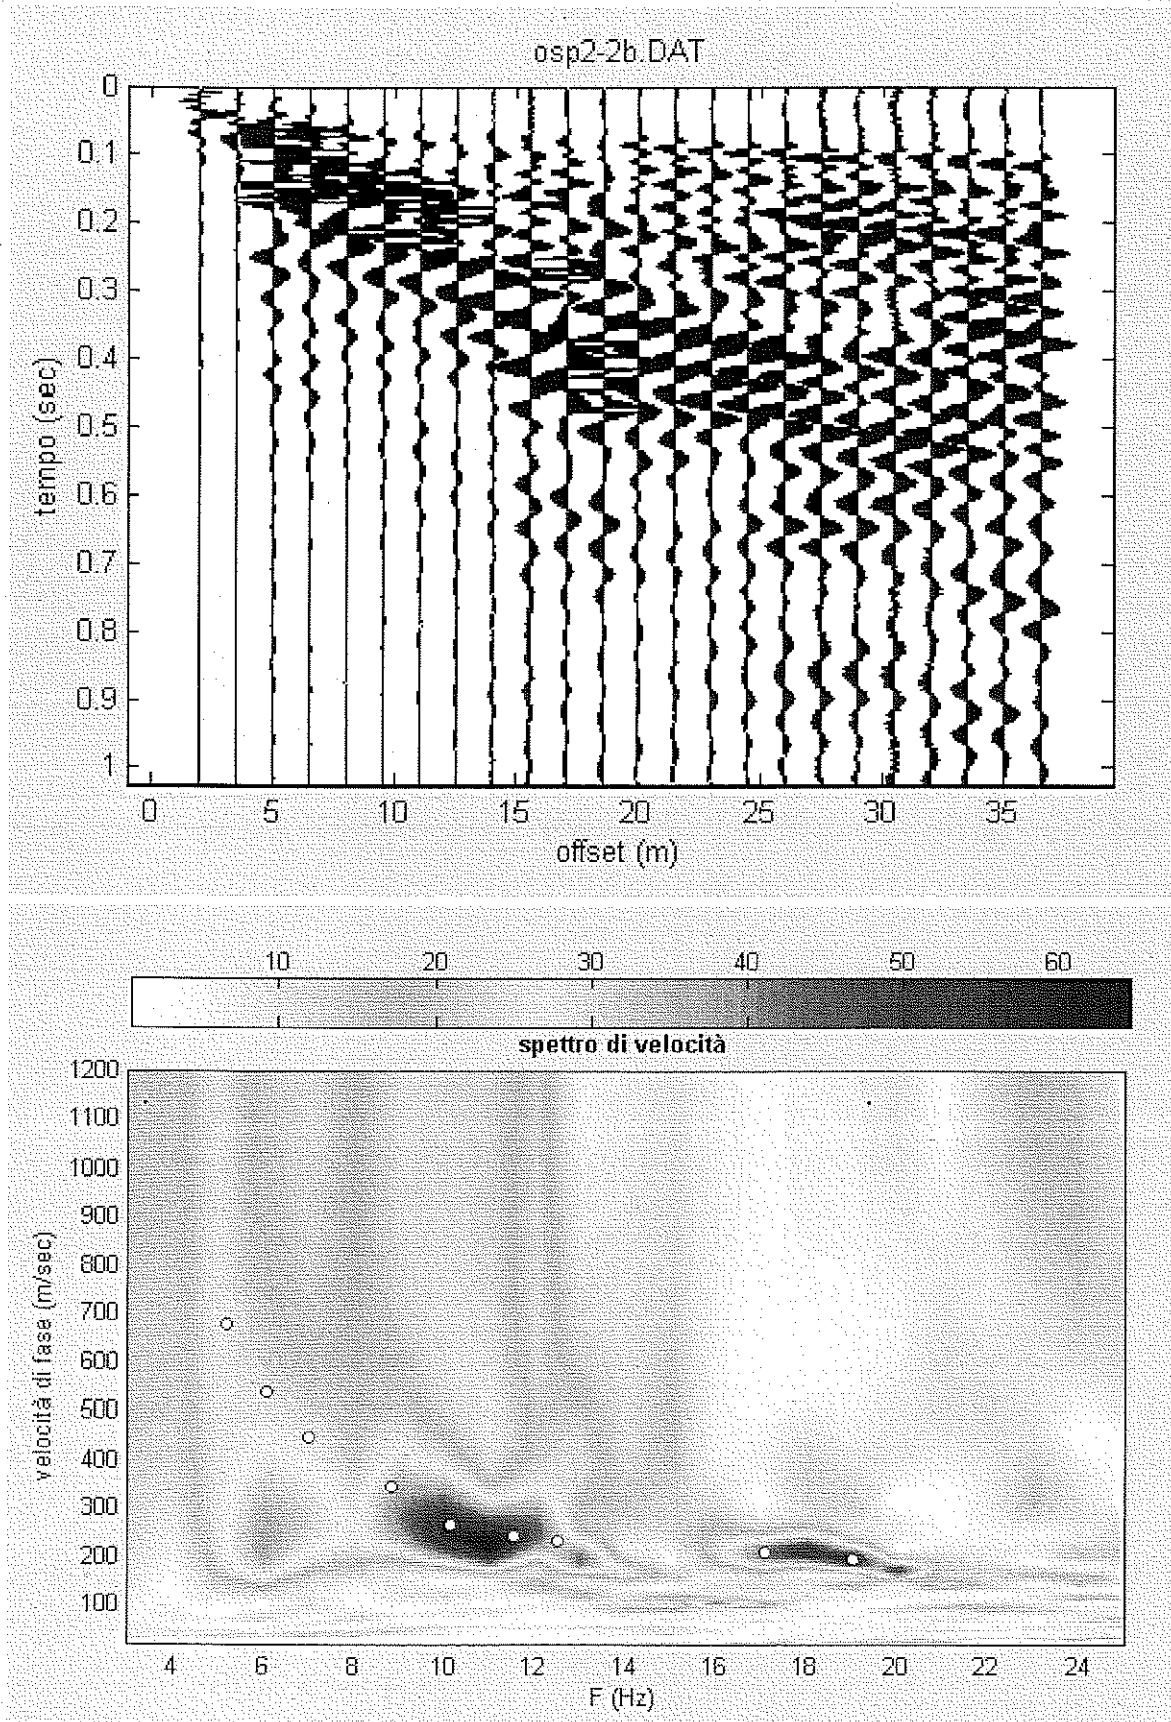 osp2-2b.DAT
0
0.1
0.2
0.3
0.4
0.5
0.6
0.7
0.8
0.9
1
tempo (sec)
0 5 10 15 20 25 30 35
offset (m)
10 20 30 40 50 60
spettro di velocità
1200
1100
1000
900
800
700
600
500
400
300
200
100
velocità di fase (m/sec)
4 6 8 10 12 14 16 18 20 22 24
F (Hz)